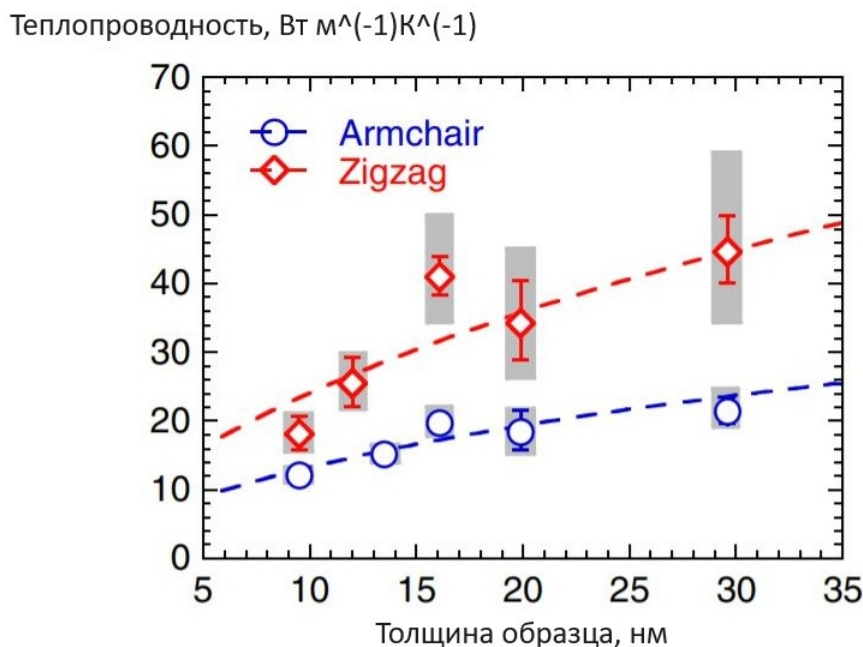 Теплопроводность, Вт м^(-1)К^(-1)
70
60
50
40
30
20
10
0
Armchair
Zigzag
5 10 15 20 25 30 35
Толщина образца, нм